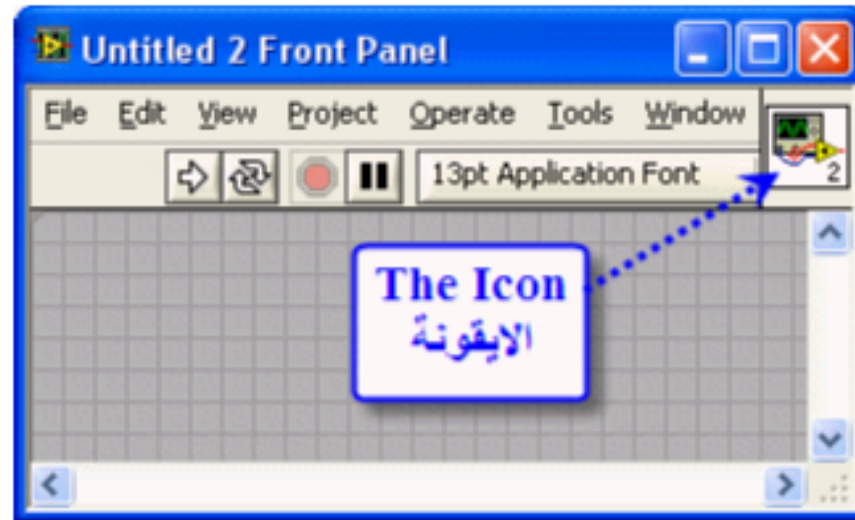 Untitled 2 Front Panel
File Edit View Project Operate Tools Window
13pt Application Font
2
The Icon
الايقونة